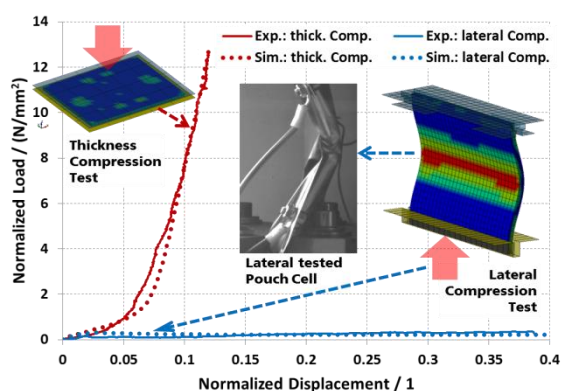 Exp.: thick. Comp.
Exp.: lateral Comp.
Sim.: thick. Comp.
Sim.: lateral Comp.
Normalized Load / (N/mm²)
14
12
10
8
6
4
2
0
Thickness
Compression
Test
Lateral tested
Pouch Cell
Lateral
Compression
Test
0
0.05
0.1
0.15
0.2
0.25
0.3
0.35
0.4
Normalized Displacement / 1